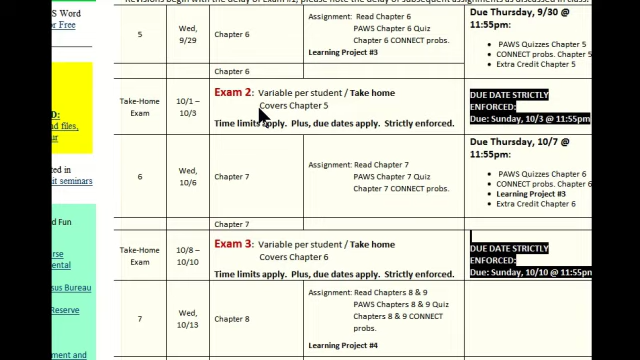 Revisions begin with the delay of Exam #1, please note the delay of subsequent assignments as discussed in class.
S Word
r Free
D:
nd files,
ur
ted in
it seminars
d Fun
rse
ental
sus Bureau
Reserve
ment and
5
Wed,
9/29
Chapter 6
Assignment: Read Chapter 6
PAWS Chapter 6 Quiz
Chapter 6 CONNECT probs.
Learning Project #3
Due Thursday, 9/30 @
11:55pm:
• PAWS Quizzes Chapter 5
• CONNECT probs. Chapter 5
• Extra Credit Chapter 5
Chapter 6
Take-Home
Exam
10/1 –
10/3
Exam 2: Variable per student / Take home
Covers Chapter 5
Time limits apply. Plus, due dates apply. Strictly enforced.
DUE DATE STRICTLY
ENFORCED:
Due: Sunday, 10/3 @ 11:55pm
6
Wed,
10/6
Chapter 7
Assignment: Read Chapter 7
PAWS Chapter 7 Quiz
Chapter 7 CONNECT probs.
Due Thursday, 10/7 @
11:55pm:
• PAWS Quizzes Chapter 6
• CONNECT probs. Chapter 6
• Learning Project #3
• Extra Credit Chapter 6
Chapter 7
Take-Home
Exam
10/8 –
10/10
Exam 3: Variable per student / Take home
Covers Chapter 6
Time limits apply. Plus, due dates apply. Strictly enforced.
DUE DATE STRICTLY
ENFORCED:
Due: Sunday, 10/10 @ 11:55pm
7
Wed,
10/13
Chapter 8
Assignment: Read Chapters 8 & 9
PAWS Chapters 8 & 9 Quiz
Chapters 8 & 9 CONNECT
probs.
Learning Project #4